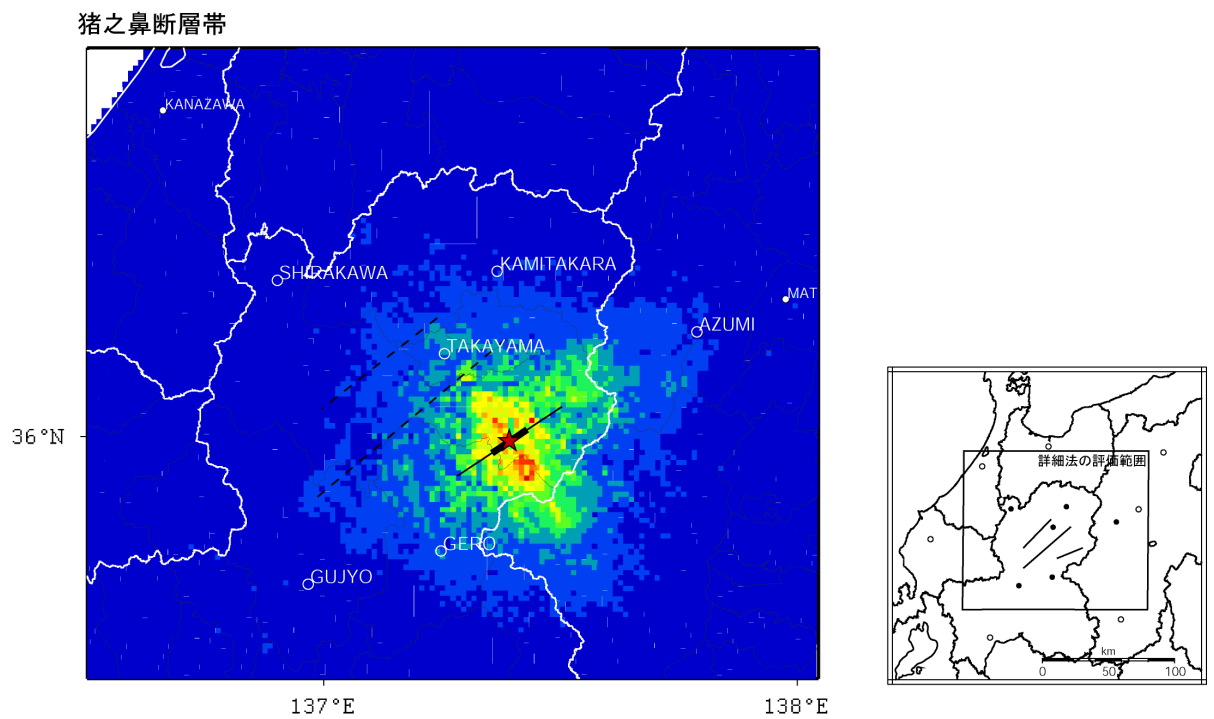 猪之鼻断層帯
KANAZAWA
SHIRAKAWA
KAMITAKARA
MAT
AZUMI
TAKAYAMA
36°N
GERO
GUJYO
137°E
138°E
詳細法の評価範囲
km
0
50
100